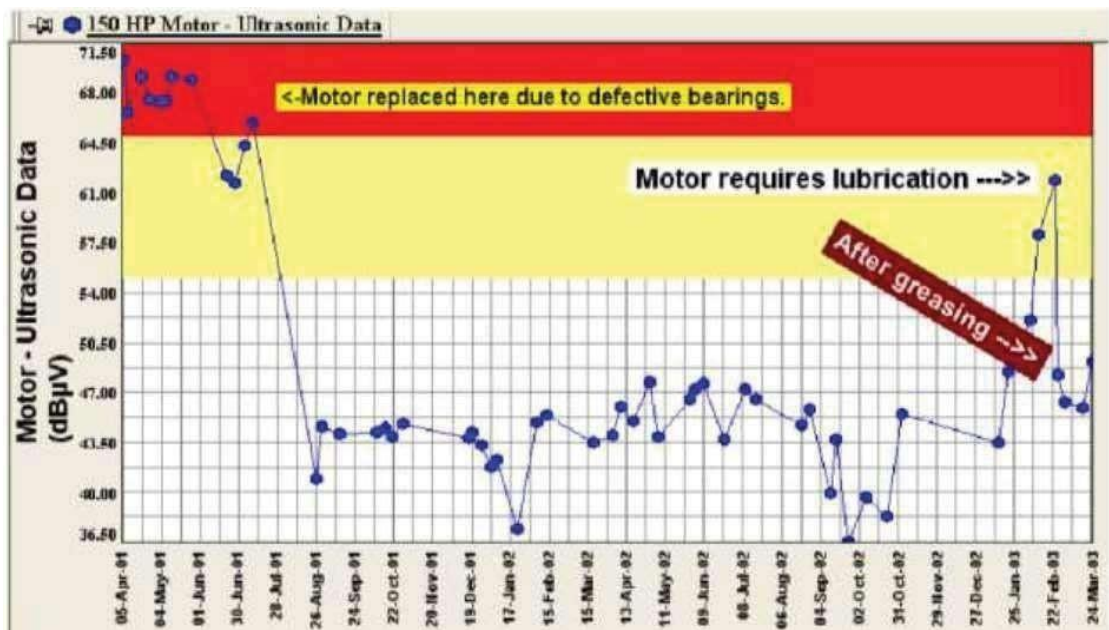 150 HP Motor - Ultrasonic Data
71.50
68.00
64.50
61.00
57.50
54.00
50.50
47.00
43.50
40.00
36.50
Motor - Ultrasonic Data
(dBµV)
<-Motor replaced here due to defective bearings.
Motor requires lubrication --->>
After greasing -->>
05-Apr-01
04-May-01
01-Jun-01
30-Jun-01
28-Jul-01
26-Aug-01
24-Sep-01
22-Oct-01
20-Nov-01
19-Dec-01
17-Jan-02
15-Feb-02
15-Mar-02
13-Apr-02
11-May-02
09-Jun-02
08-Jul-02
06-Aug-02
04-Sep-02
02-Oct-02
31-Oct-02
29-Nov-02
27-Dec-02
25-Jan-03
22-Feb-03
24-Mar-03